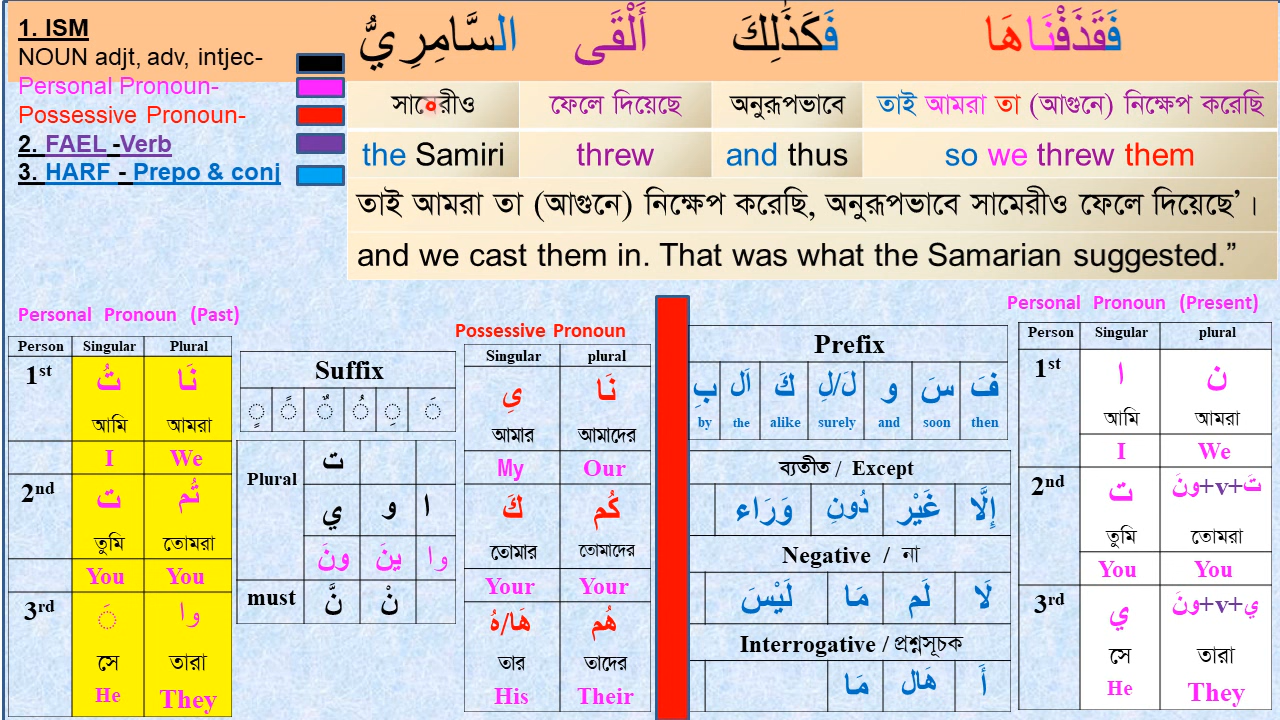 1. ISM
NOUN adjt, adv, intjec-
Personal Pronoun-
Possessive Pronoun-
2. FAEL -Verb
3. HARF - Prepo & conj
فَقَذَفْنَاهَا فَكَذَٰلِكَ أَلْقَى السَّامِرِيُّ
সামেরীও ফেলে দিয়েছে অনুরূপভাবে তাই আমরা তা (আগুনে) নিক্ষেপ করেছি
the Samiri threw and thus so we threw them
তাই আমরা তা (আগুনে) নিক্ষেপ করেছি, অনুরূপভাবে সামেরীও ফেলে দিয়েছে’ ।
and we cast them in. That was what the Samarian suggested.”
Personal Pronoun (Past)
Person Singular Plural
1st تُ نَا
আমি আমরা
I We
2nd ت تُم
তুমি তোমরা
You You
3rd َ وا
সে তারা
He They
Suffix
ٍ ً ٌ ُ ِ َ
Plural ت
ي و ا
ونَ ينَ وا
must نَّ نْ
Possessive Pronoun
Singular plural
يِ نَا
আমার আমাদের
My Our
كَ كُم
তোমার তোমাদের
Your Your
هَا/هُ هُم
তার তাদের
His Their
Prefix
بِ اَل كَ لَ/لِ و سَ فَ
by the alike surely and soon then
ব্যতীত / Except
وَرَاء دُونِ غَيْر إِلَّا
Negative / না
لَيْسَ مَا لَم لَا
Interrogative / প্রশ্নসূচক
مَا هَال أَ
Personal Pronoun (Present)
Person Singular plural
1st ا ن
আমি আমরা
I We
2nd ت تَ+v+ونَ
তুমি তোমরা
You You
3rd ي ي+v+ونَ
সে তারা
He They